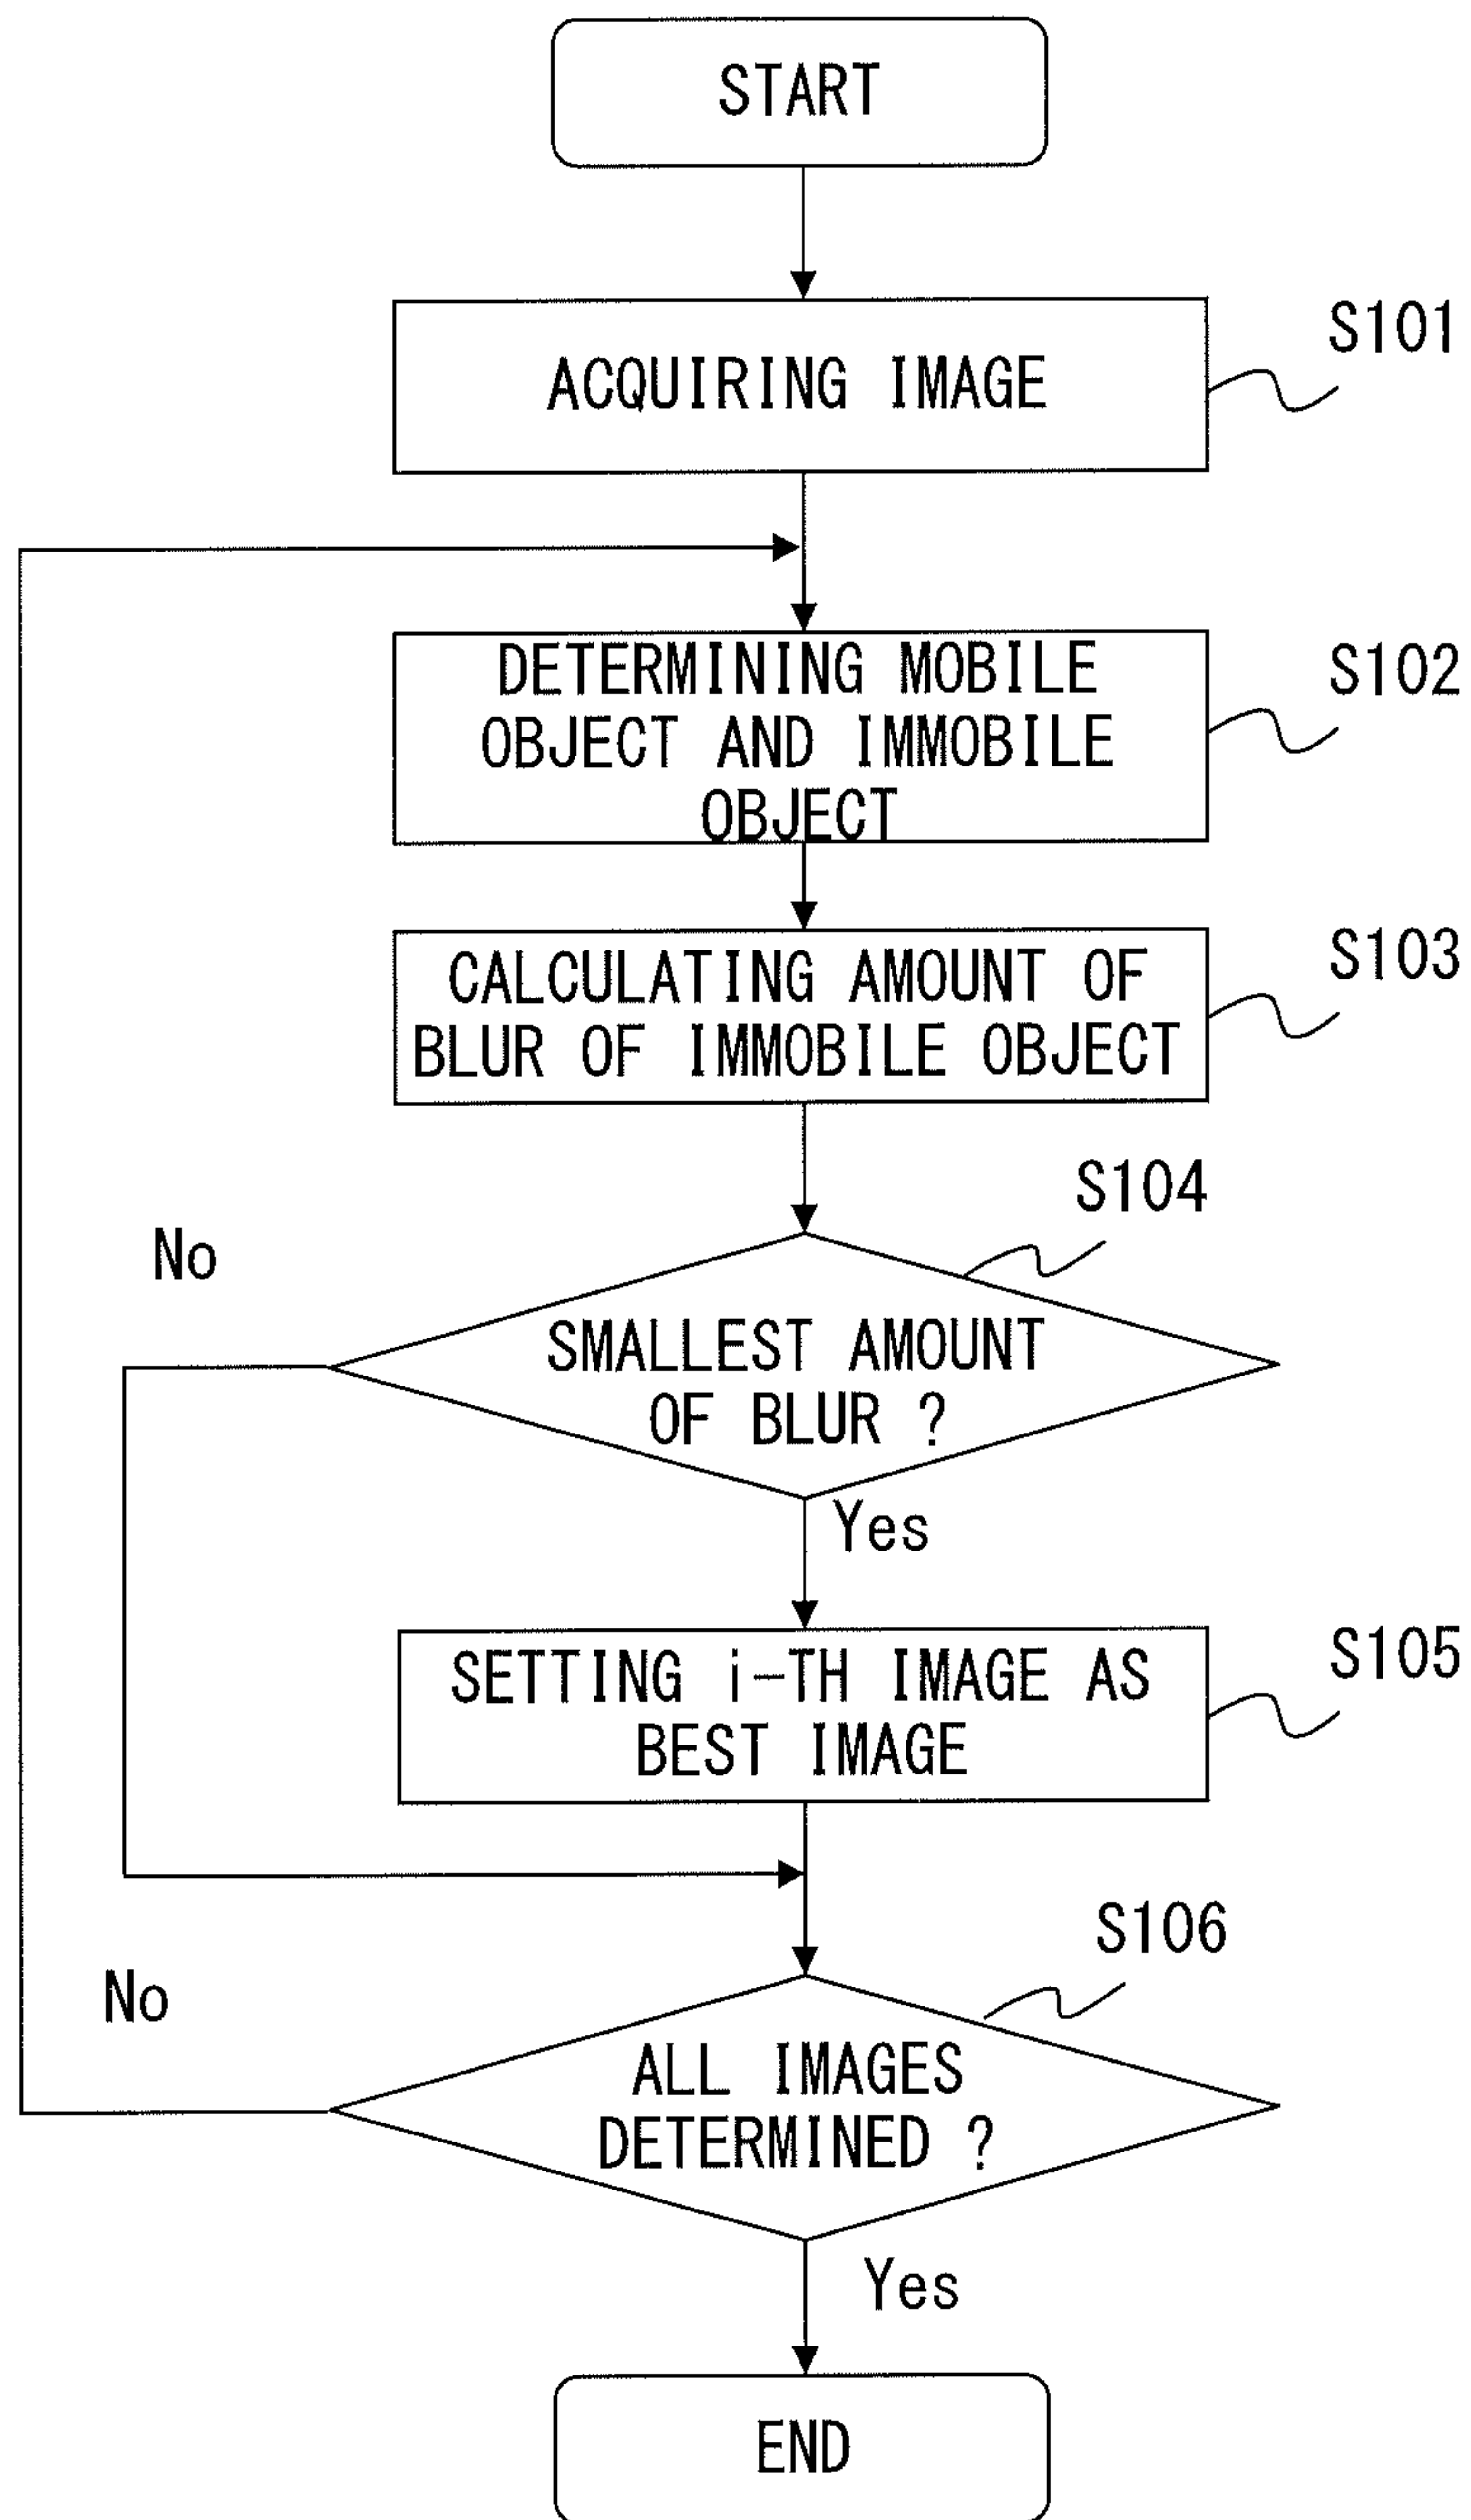 START
ACQUIRING IMAGE
S101
DETERMINING MOBILE
OBJECT AND IMMOBILE
OBJECT
S102
CALCULATING AMOUNT OF
BLUR OF IMMOBILE OBJECT
S103
S104
No
SMALLEST AMOUNT
OF BLUR ?
Yes
SETTING i-TH IMAGE AS
BEST IMAGE
S105
S106
No
ALL IMAGES
DETERMINED ?
Yes
END